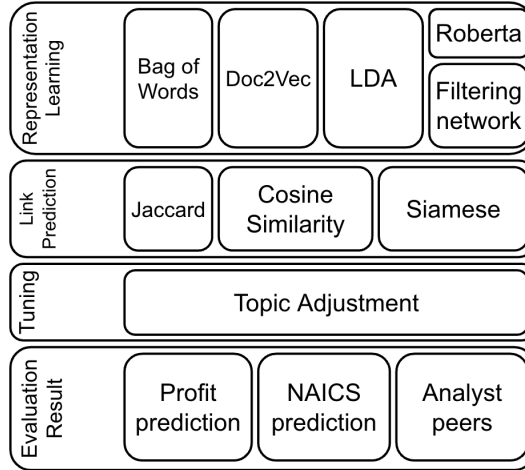 Representation
Learning
Bag of
Words
Doc2Vec
LDA
Roberta
Filtering
network
Link
Prediction
Jaccard
Cosine
Similarity
Siamese
Tuning
Topic Adjustment
Evaluation
Result
Profit
prediction
NAICS
prediction
Analyst
peers